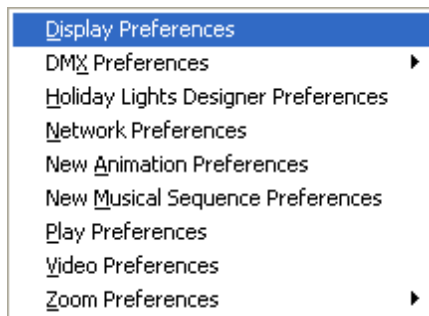 Display Preferences
DMX Preferences
Holiday Lights Designer Preferences
Network Preferences
New Animation Preferences
New Musical Sequence Preferences
Play Preferences
Video Preferences
Zoom Preferences